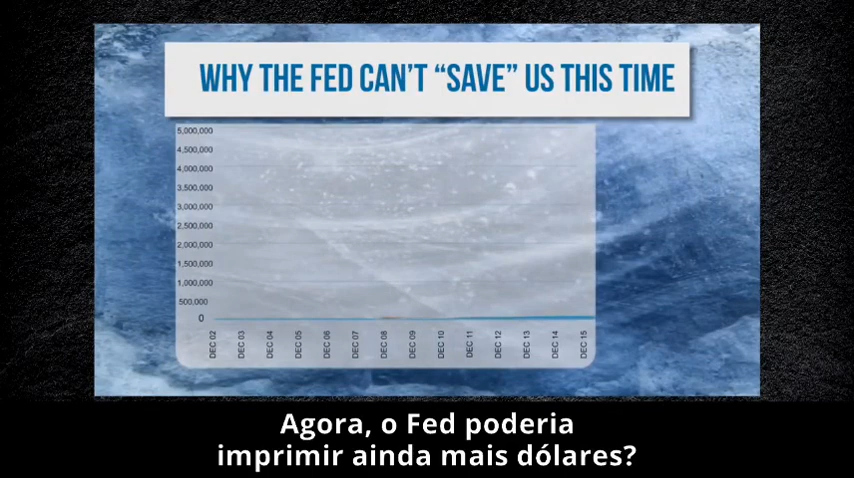 WHY THE FED CAN'T “SAVE” US THIS TIME
5,000,000
4,500,000
4,000,000
3,500,000
3,000,000
2,500,000
2,000,000
1,500,000
1,000,000
500,000
0
DEC 02 DEC 03 DEC 04 DEC 05 DEC 06 DEC 07 DEC 08 DEC 09 DEC 10 DEC 11 DEC 12 DEC 13 DEC 14 DEC 15
Agora, o Fed poderia
imprimir ainda mais dólares?